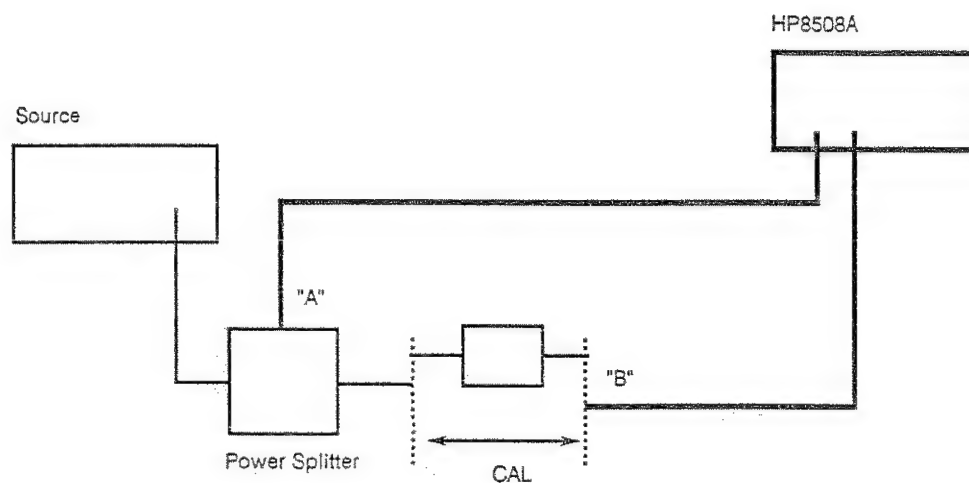 HP8508A
Source
"A"
"B"
Power Splitter
CAL